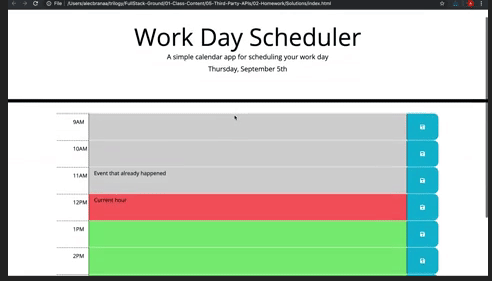 File | /Users/alecbranaa/trilogy/FullStack-Ground/01-Class-Content/05-Third-Party-APIs/02-Homework/Solutions/index.html
Work Day Scheduler
A simple calendar app for scheduling your work day
Thursday, September 5th
9AM
10AM
11AM Event that already happened
12PM Current hour
1PM
2PM